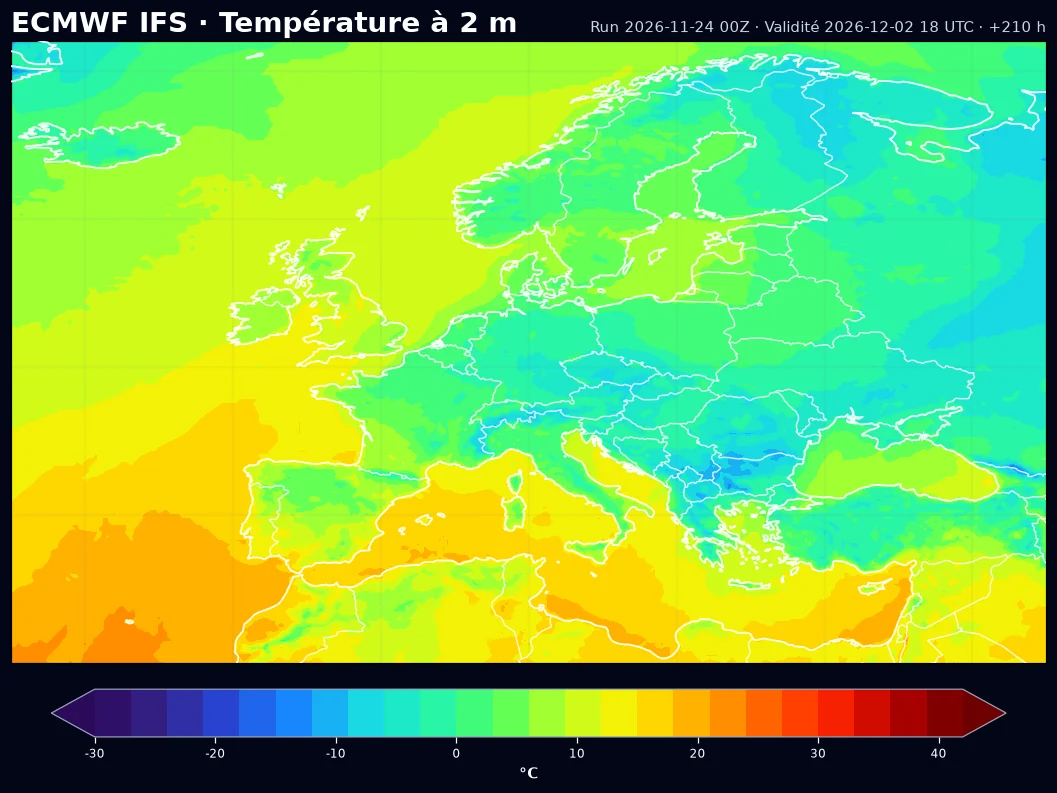 ECMWF IFS · Température à 2 m
Run 2026-11-24 00Z · Validité 2026-12-02 18 UTC · +210 h
-30 -20 -10 0 10 20 30 40
°C